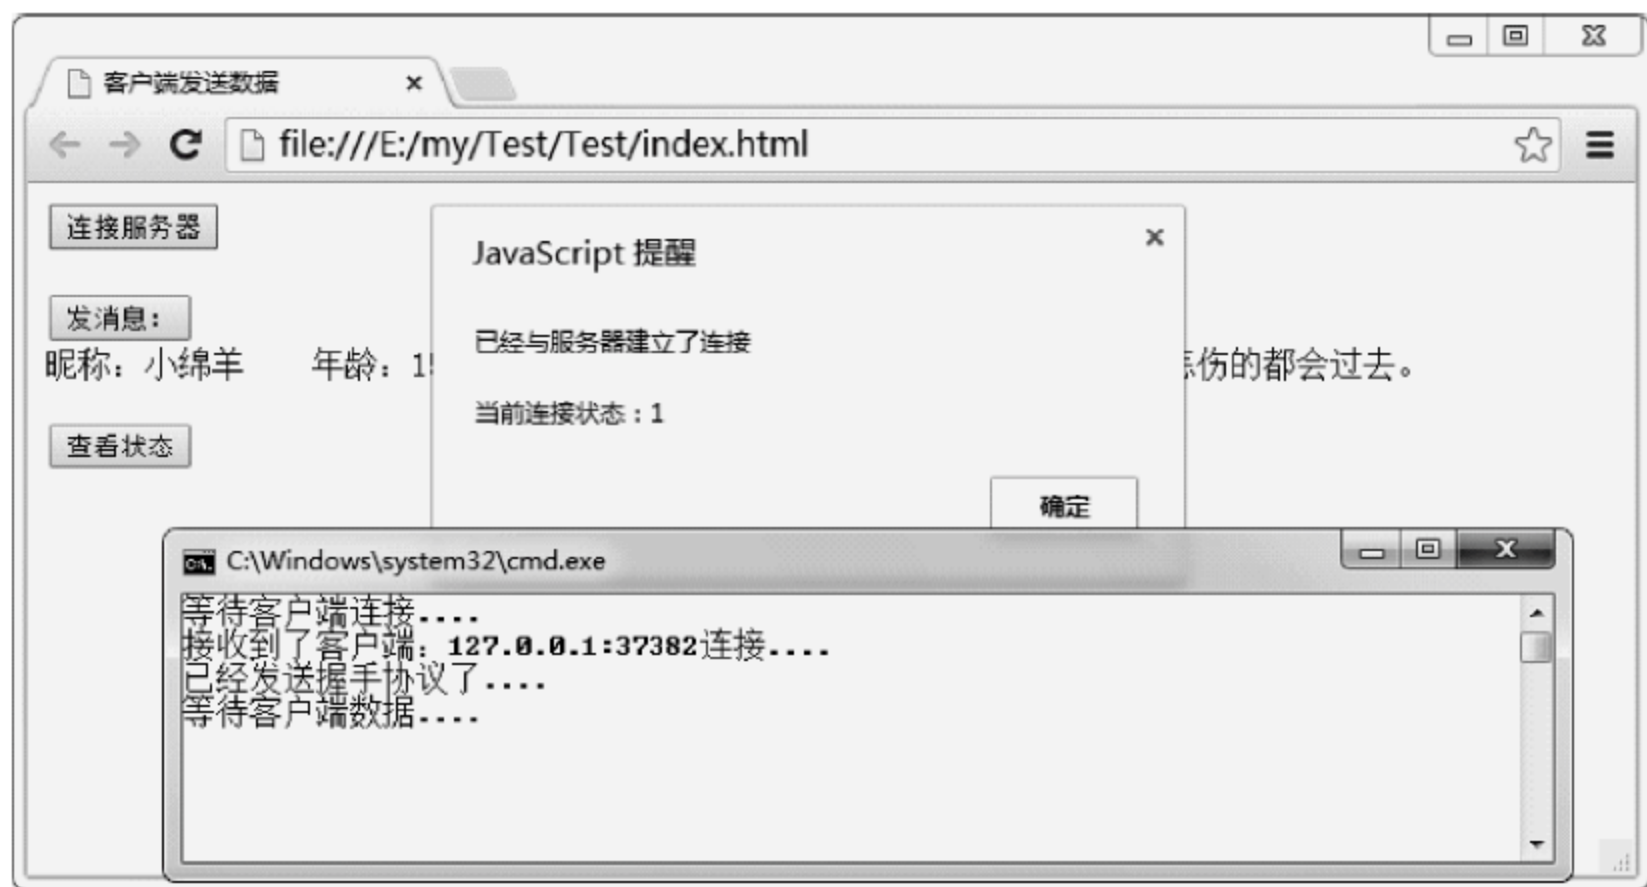 客户端发送数据
file:///E:/my/Test/Test/index.html
连接服务器
JavaScript 提醒
发消息：
已经与服务器建立了连接
昵称：小绵羊 年龄：1 伤的都会过去。
当前连接状态：1
查看状态
确定
C:\Windows\system32\cmd.exe
等待客户端连接....
接收到了客户端：127.0.0.1:37382连接....
已经发送握手协议了....
等待客户端数据....